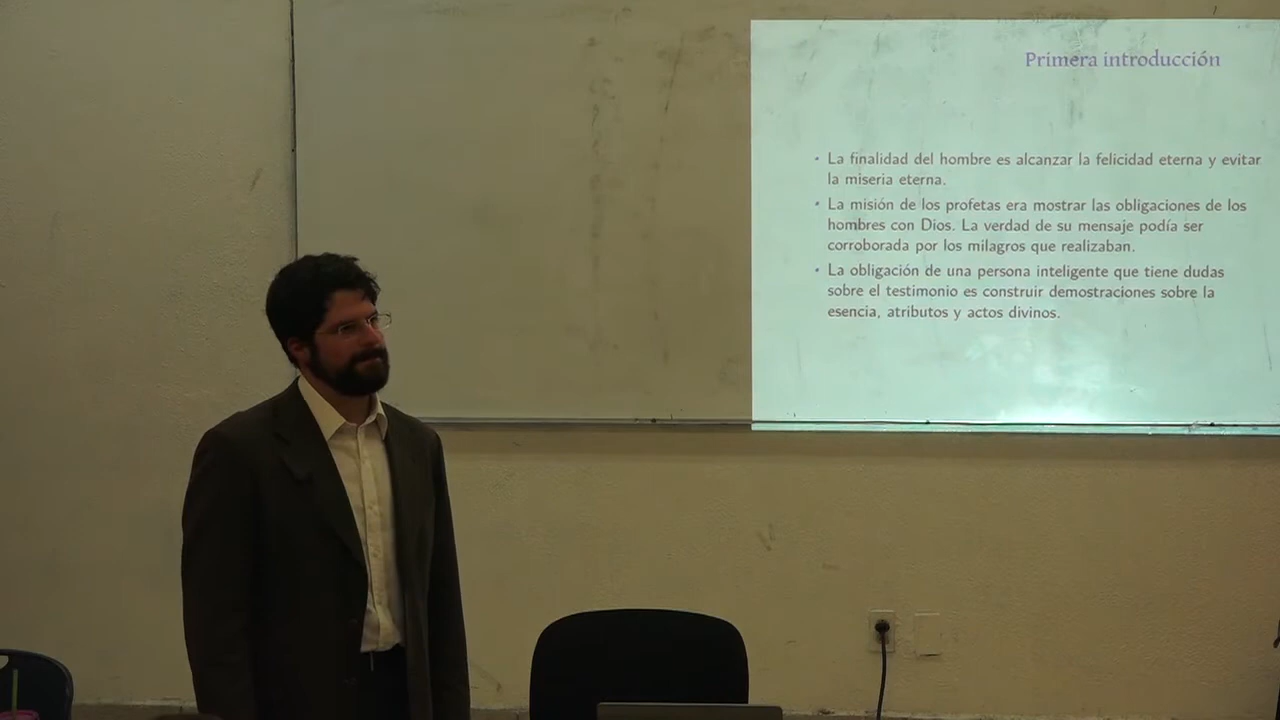 Primera introducción
• La finalidad del hombre es alcanzar la felicidad eterna y evitar
la miseria eterna.
• La misión de los profetas era mostrar las obligaciones de los
hombres con Dios. La verdad de su mensaje podía ser
corroborada por los milagros que realizaban.
• La obligación de una persona inteligente que tiene dudas
sobre el testimonio es construir demostraciones sobre la
esencia, atributos y actos divinos.